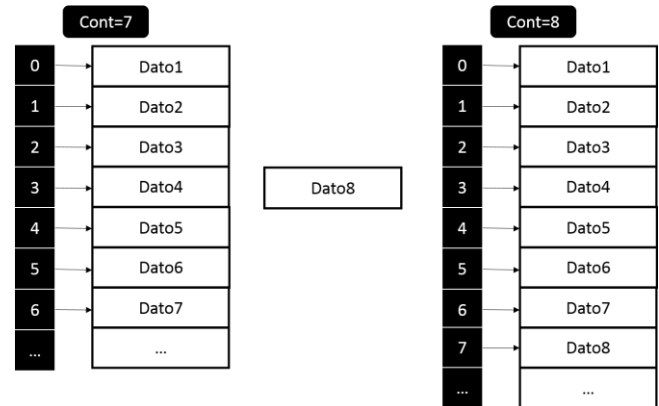 Cont=7
0 Dato1
1 Dato2
2 Dato3
3 Dato4
4 Dato5
5 Dato6
6 Dato7
... ...
Dato8
Cont=8
0 Dato1
1 Dato2
2 Dato3
3 Dato4
4 Dato5
5 Dato6
6 Dato7
7 Dato8
... ...